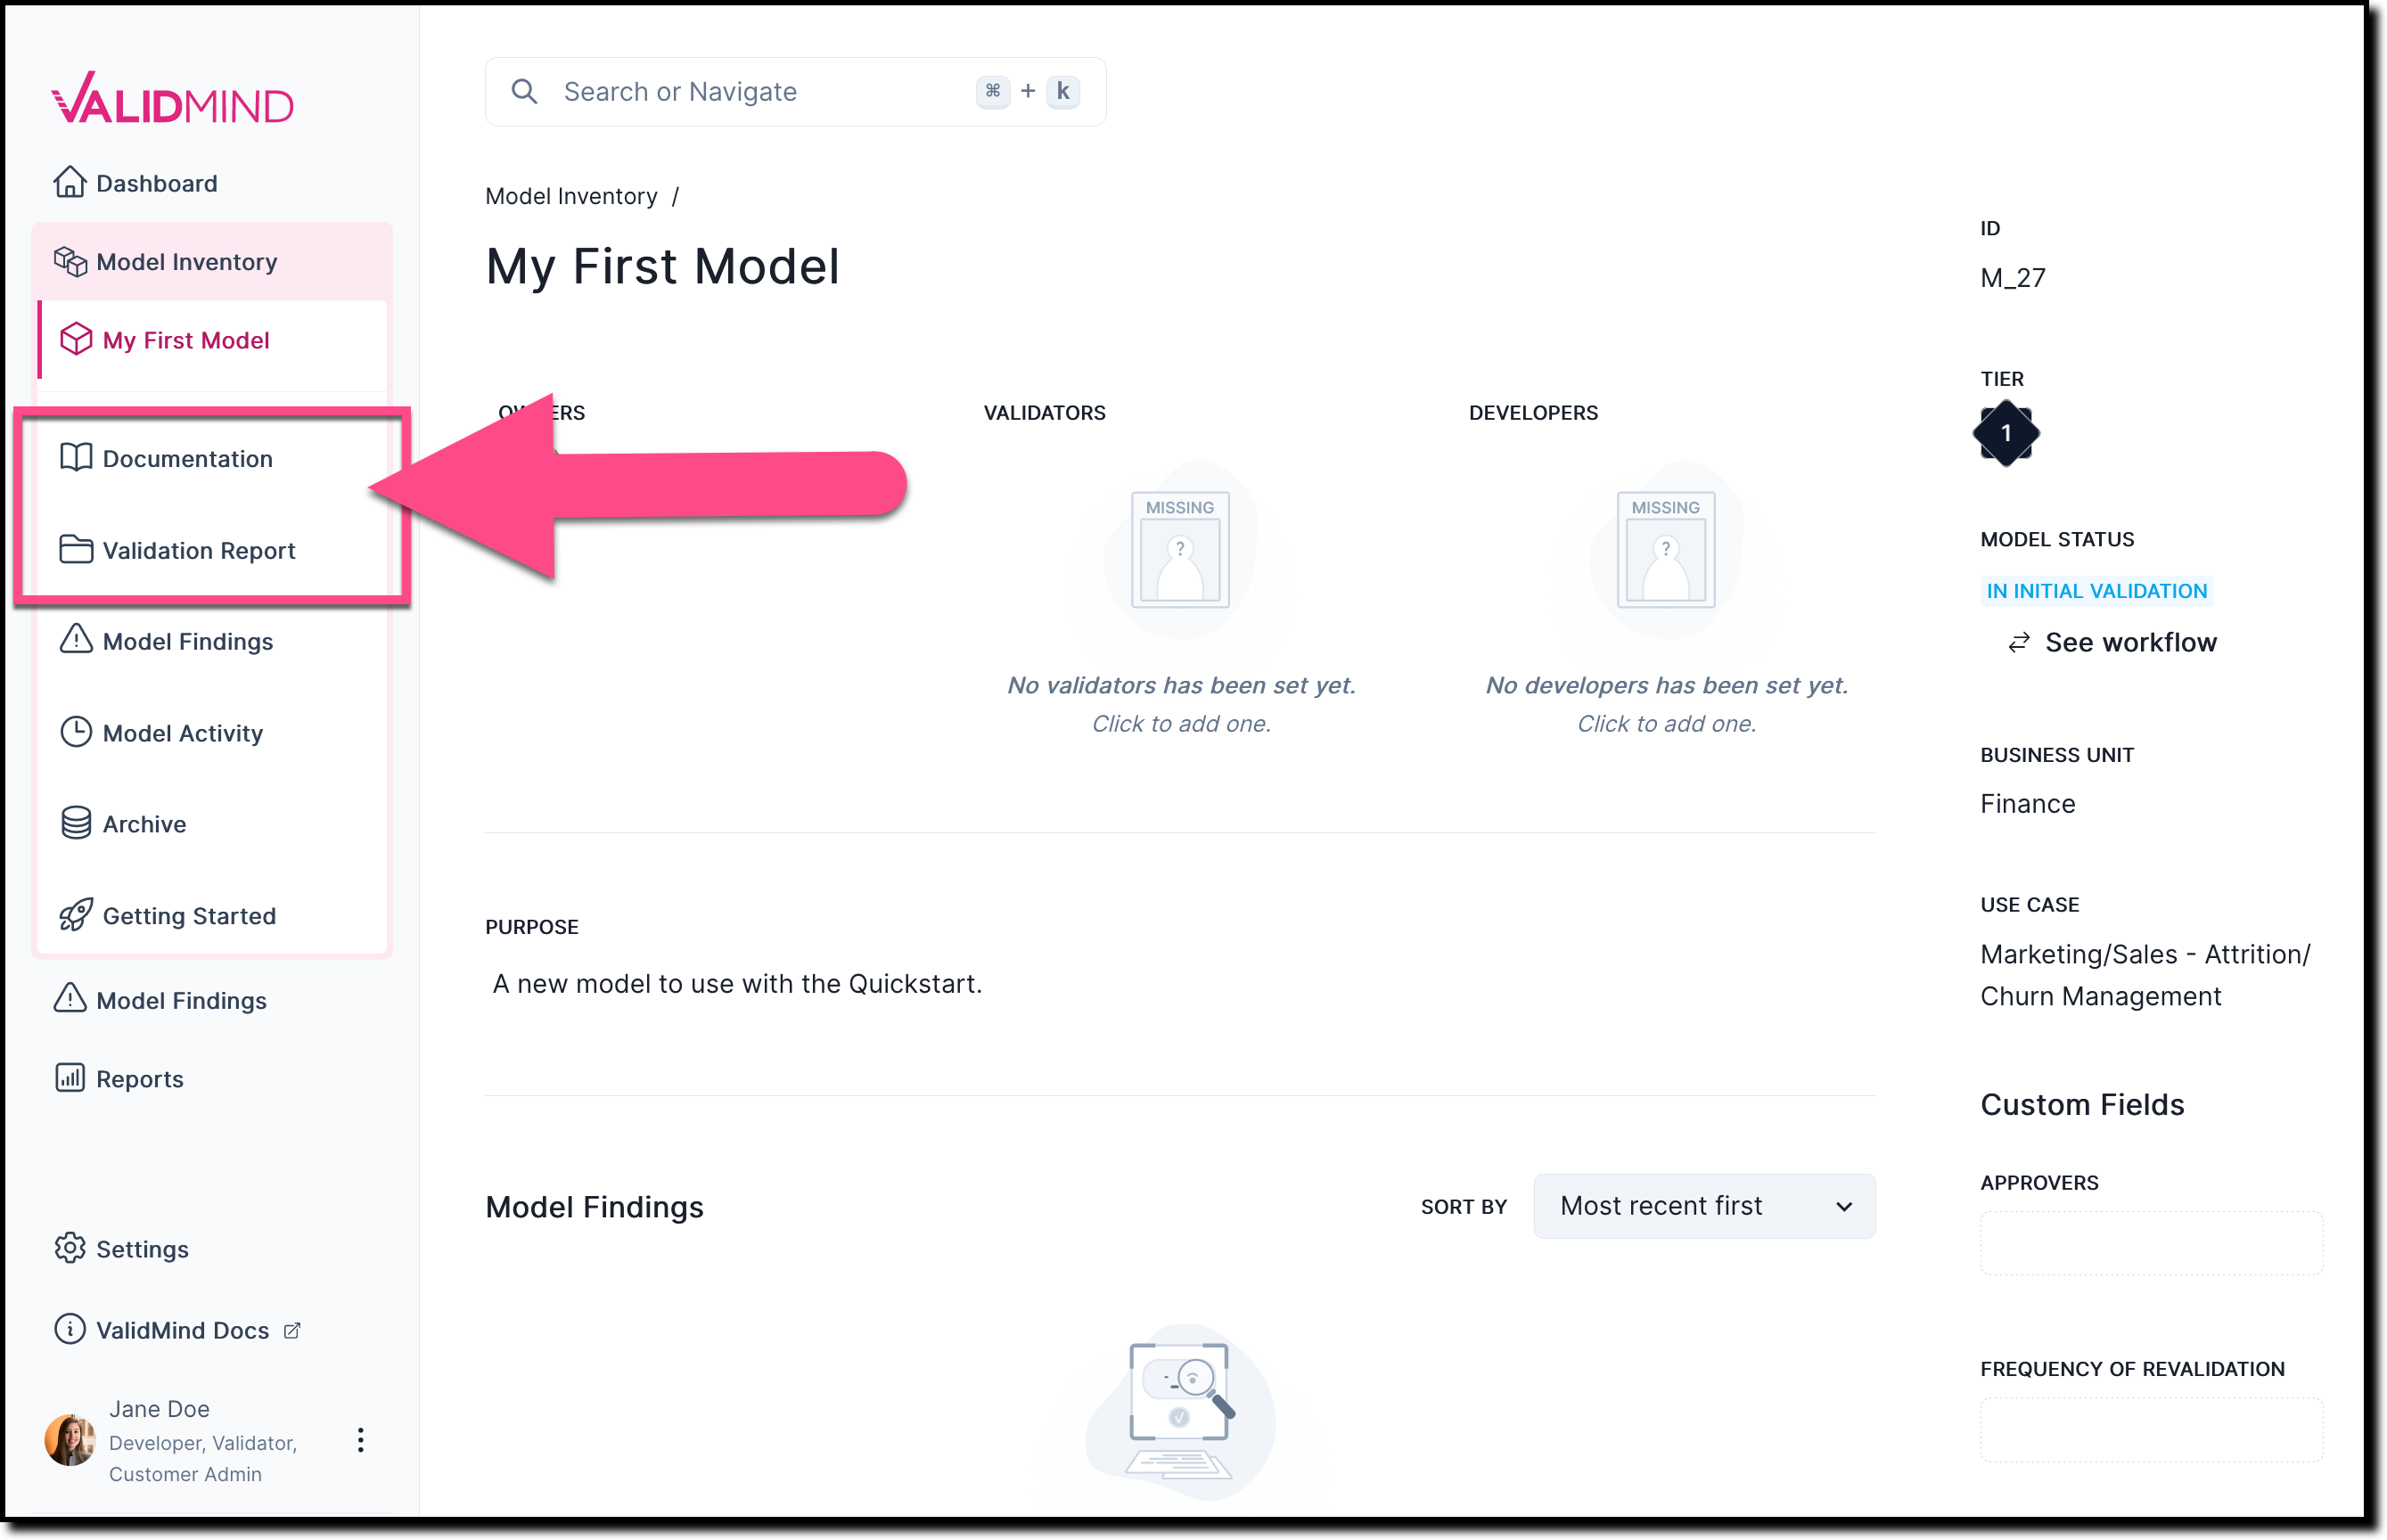 VALIDMIND
Dashboard
Model Inventory
My First Model
Documentation
Validation Report
Model Findings
Model Activity
Archive
Getting Started
Model Findings
Reports
Settings
ValidMind Docs
Jane Doe
Developer, Validator,
Customer Admin
Search or Navigate ⌘ + k
Model Inventory /
My First Model
VALIDATORS
MISSING
?
No validators has been set yet.
Click to add one.
DEVELOPERS
MISSING
?
No developers has been set yet.
Click to add one.
PURPOSE
A new model to use with the Quickstart.
Model Findings
SORT BY Most recent first
ID
M_27
TIER
1
MODEL STATUS
IN INITIAL VALIDATION
See workflow
BUSINESS UNIT
Finance
USE CASE
Marketing/Sales - Attrition/
Churn Management
Custom Fields
APPROVERS
FREQUENCY OF REVALIDATION